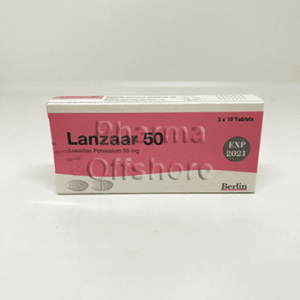 3 x 10 Tablets
Lanzaar 50
Losartan Potassium 50 mg
EXP
2021
Berlin
Pharma
Offshore